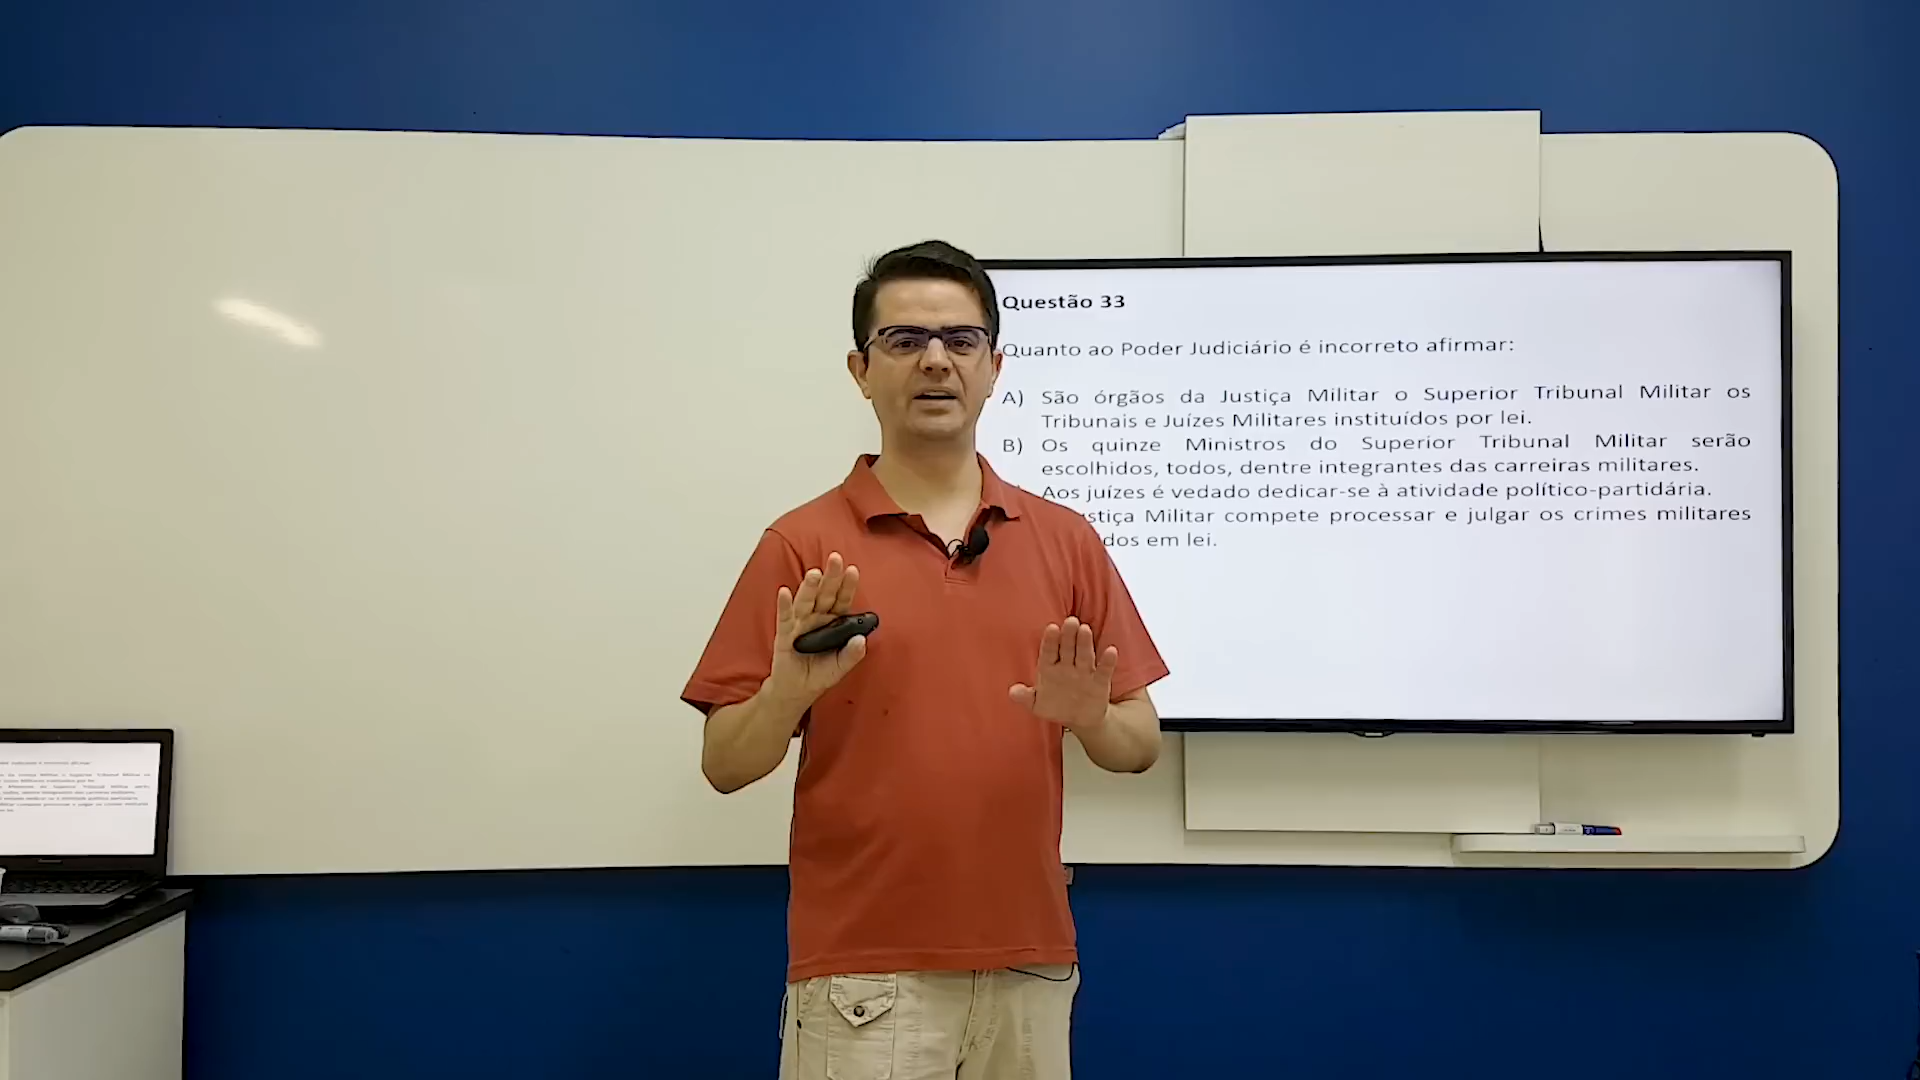 Questão 33
Quanto ao Poder Judiciário é incorreto afirmar:
A) São órgãos da Justiça Militar o Superior Tribunal Militar os
Tribunais e Juízes Militares instituídos por lei.
B) Os quinze Ministros do Superior Tribunal Militar serão
escolhidos, todos, dentre integrantes das carreiras militares.
Aos juízes é vedado dedicar-se à atividade político-partidária.
Militar compete processar e julgar os crimes militares
em lei.